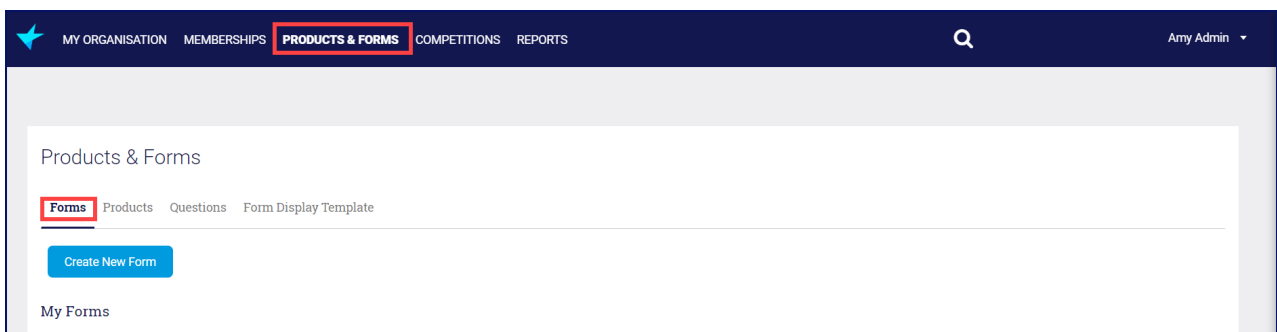 MY ORGANISATION MEMBERSHIPS PRODUCTS & FORMS COMPETITIONS REPORTS Amy Admin
Products & Forms
Forms Products Questions Form Display Template
Create New Form
My Forms